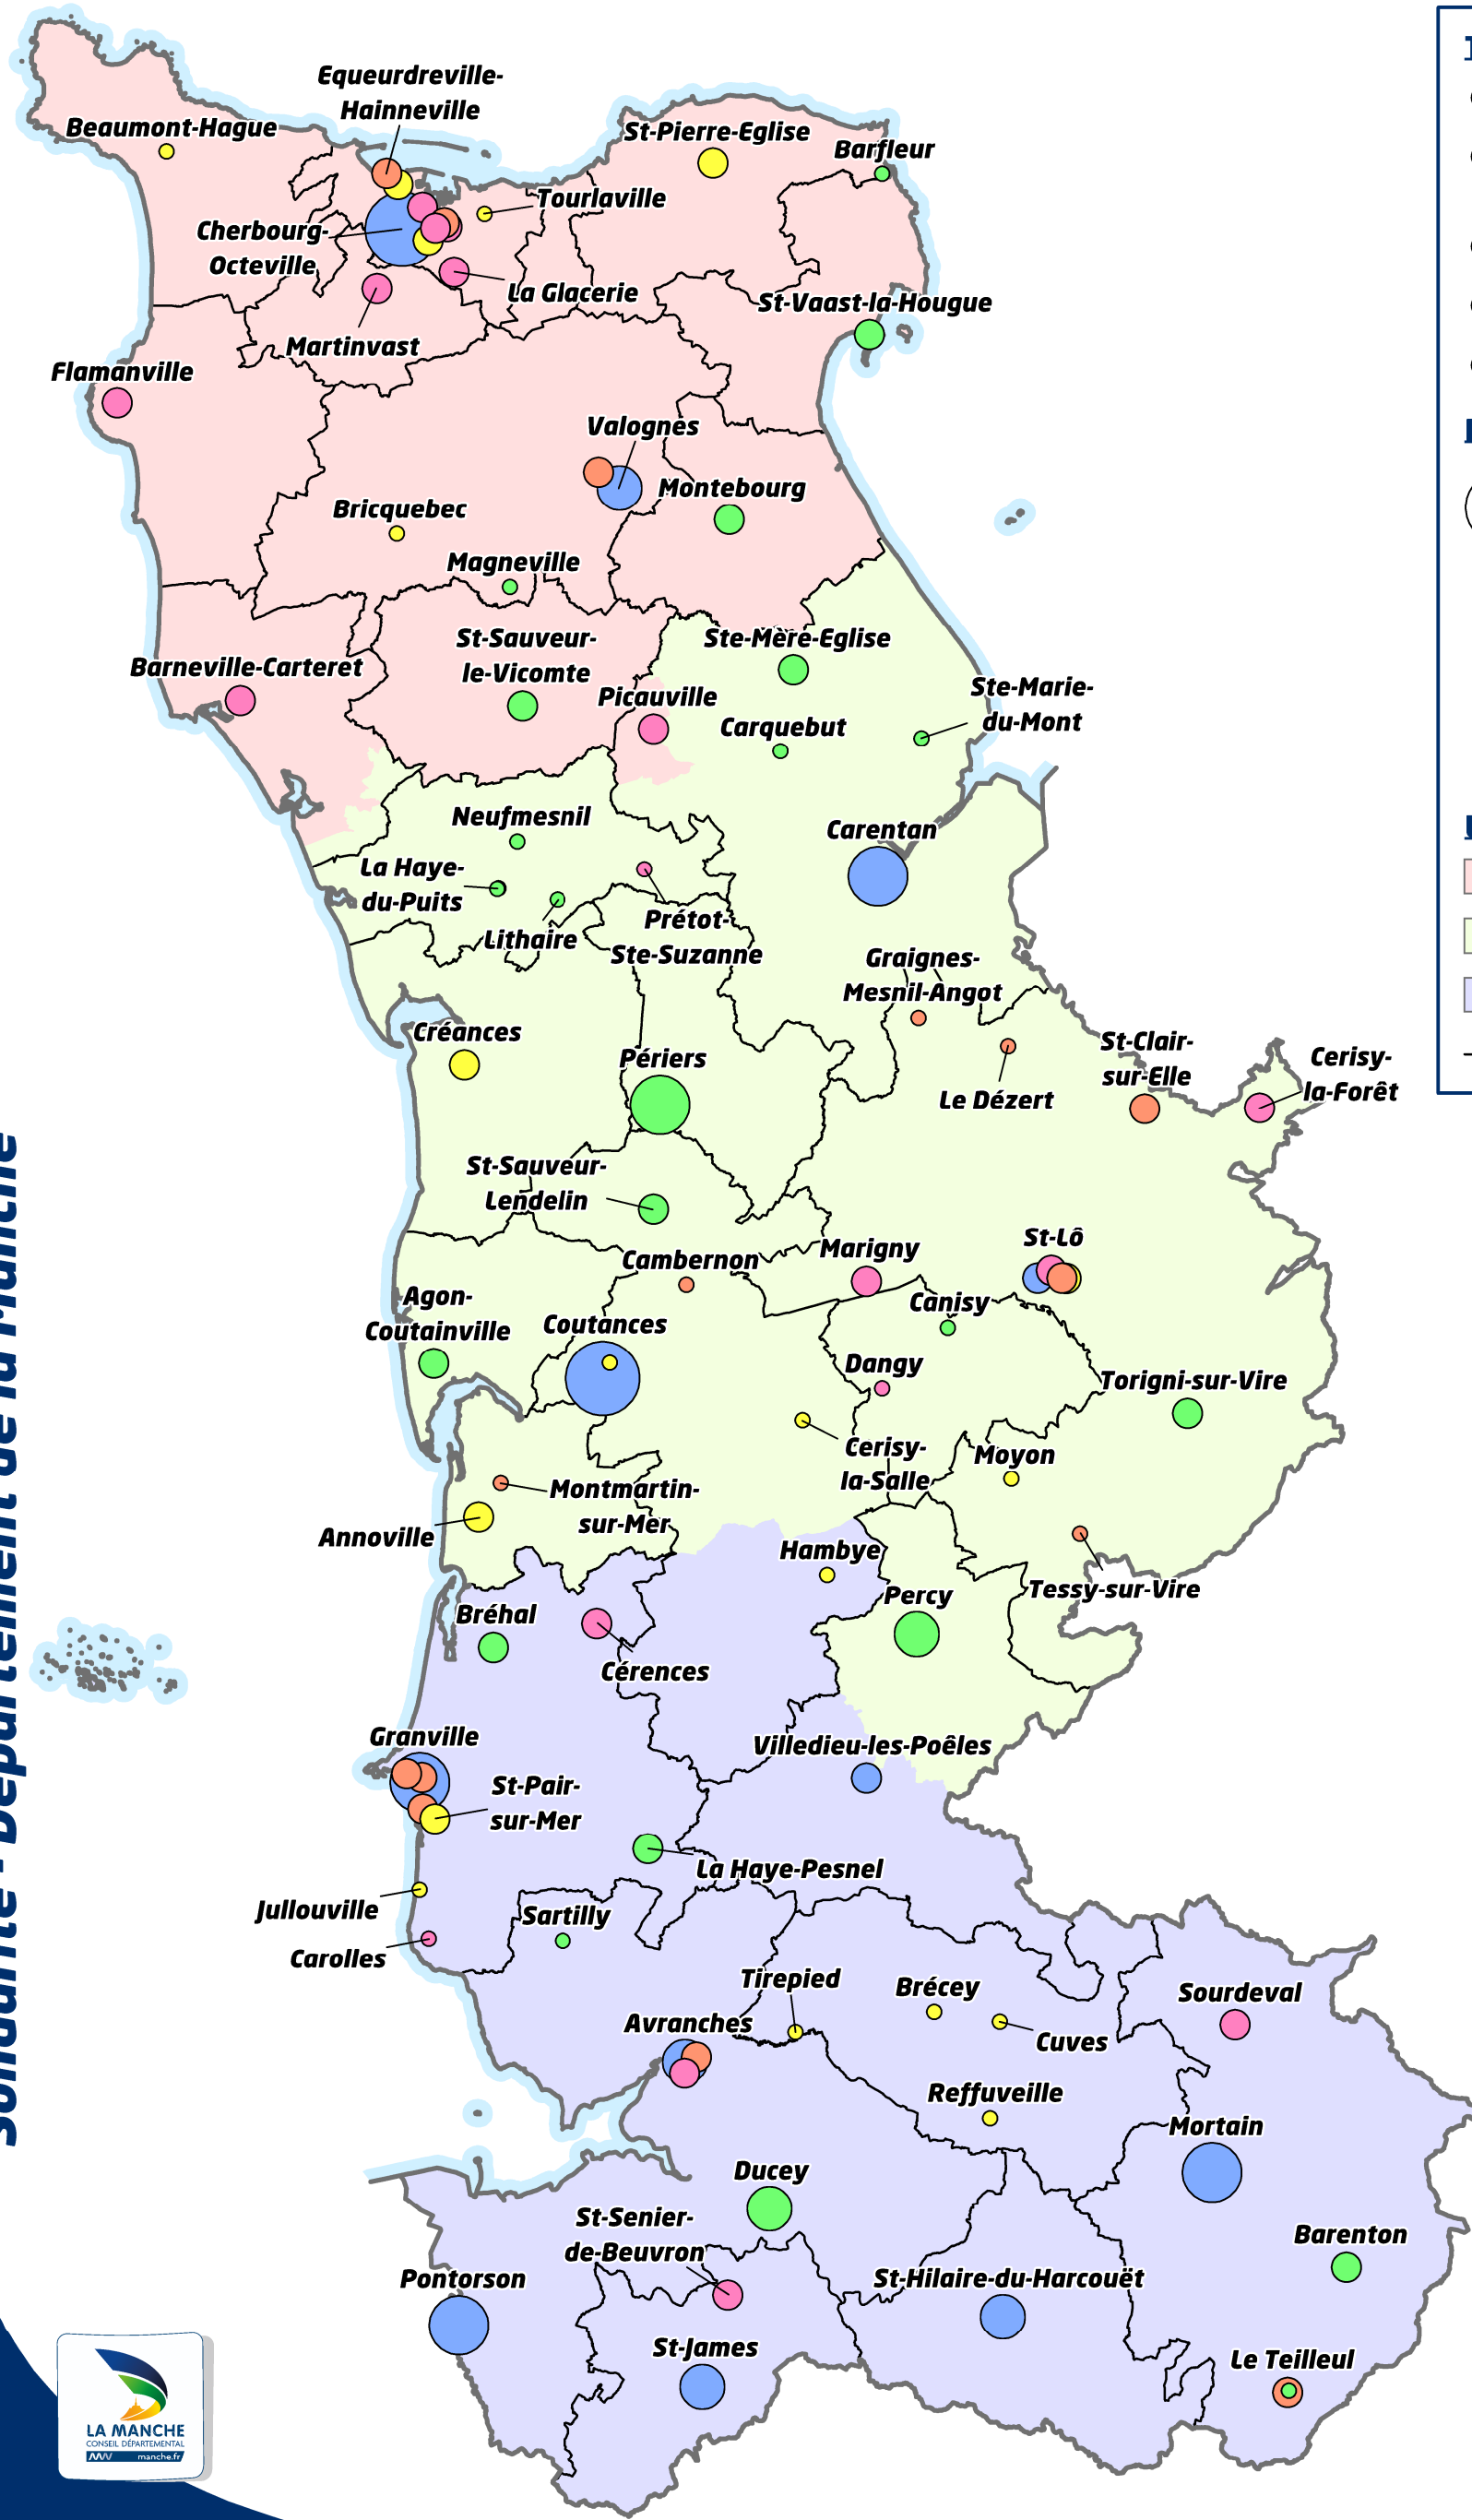 Equeurdreville-
Hainneville
Beaumont-Hague
St-Pierre-Eglise
Barfleur
Tourlaville
Cherbourg-
Octeville
La Glacerie
St-Vaast-la-Hougue
Martinvast
Flamanville
Valognes
Montebourg
Bricquebec
Magneville
St-Sauveur-
le-Vicomte
Ste-Mère-Eglise
Barneville-Carteret
Picauville
Ste-Marie-
du-Mont
Carquebut
Neufmesnil
Carentan
La Haye-
du-Puits
Lithaire
Prétot-
Ste-Suzanne
Graignes-
Mesnil-Angot
Créances
Périers
Le Dézert
St-Clair-
sur-Elle
Cerisy-
la-Forêt
St-Sauveur-
Lendelin
Cambernon
Marigny
St-Lô
Agon-
Coutainville
Coutances
Canisy
Dangy
Torigni-sur-Vire
Cerisy-
la-Salle
Moyon
Montmartin-
sur-Mer
Annoville
Hambye
Tessy-sur-Vire
Percy
Bréhal
Cérences
Granville
Villedieu-les-Poêles
St-Pair-
sur-Mer
La Haye-Pesnel
Jullouville
Sartilly
Carolles
Tirepied
Brécey
Sourdeval
Avranches
Cuves
Reffuveille
Mortain
Ducey
St-Senier-
de-Beuvron
Barenton
Pontorson
St-Hilaire-du-Harcouët
St-James
Le Teilleul
solidarité - Département de la Manche
LA MANCHE
CONSEIL DÉPARTEMENTAL
manche.fr